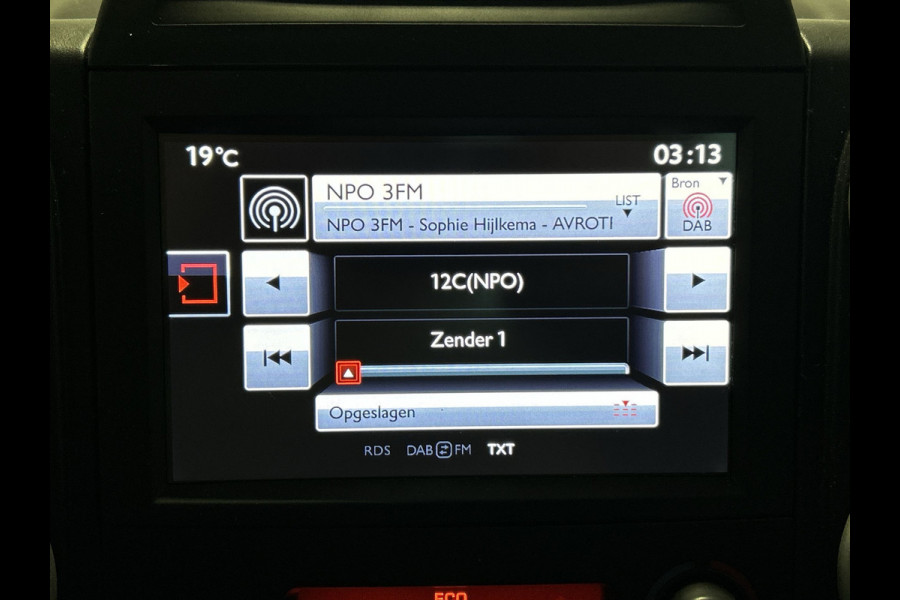 19°C 03:13
NPO 3FM LIST Bron
NPO 3FM - Sophie Hijlkema - AVROTI DAB
12C(NPO)
Zender 1
Opgeslagen
RDS DAB FM TXT
ECO